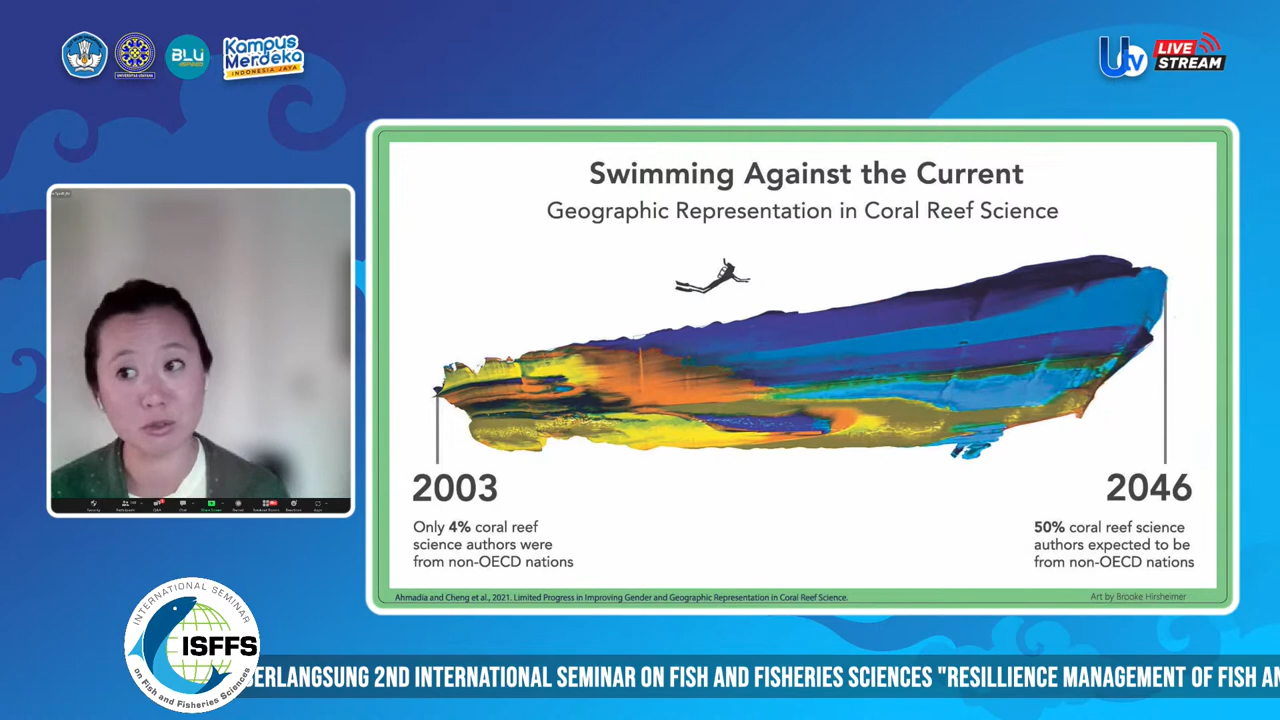 UNIVERSITAS UDAYANA
BLU
Kampus
Merdeka
INDONESIA JAYA
U tv
LIVE
STREAM
Swimming Against the Current
Geographic Representation in Coral Reef Science
2003
2046
Only 4% coral reef
science authors were
from non-OECD nations
50% coral reef science
authors expected to be
from non-OECD nations
Ahmadia and Cheng et al., 2021. Limited Progress in Improving Gender and Geographic Representation in Coral Reef Science.
Art by Brooke Hirsheimer
INTERNATIONAL SEMINAR
ISFFS
on Fish and Fisheries Sciences
ERLANGSUNG 2ND INTERNATIONAL SEMINAR ON FISH AND FISHERIES SCIENCES "RESILLIENCE MANAGEMENT OF FISH AN